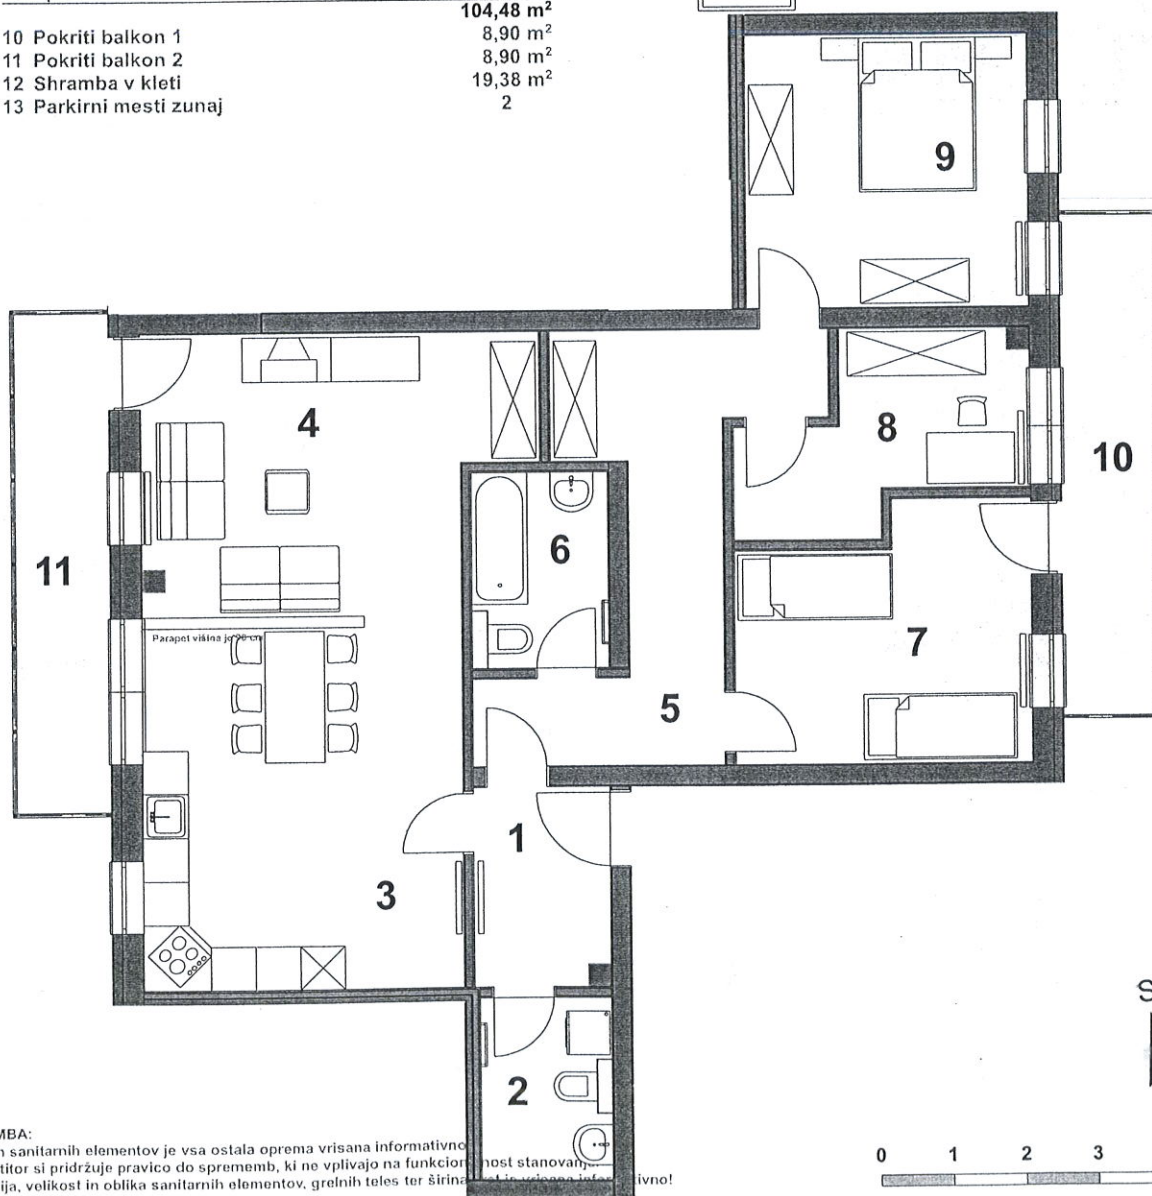 104,48 m²
10 Pokriti balkon 1 8,90 m²
11 Pokriti balkon 2 8,90 m²
12 Shramba v kleti 19,38 m²
13 Parkirni mesti zunaj 2
9
4
8
10
6
11
Parapet višina je
7
5
1
3
2
S
MBA:
n sanitarnih elementov je vsa ostala oprema vrisana informativno
titor si pridržuje pravico do sprememb, ki ne vplivajo na funkcion nost stanovanj
ija, velikost in oblika sanitarnih elementov, grelnih teles ter širina ivno!
0 1 2 3